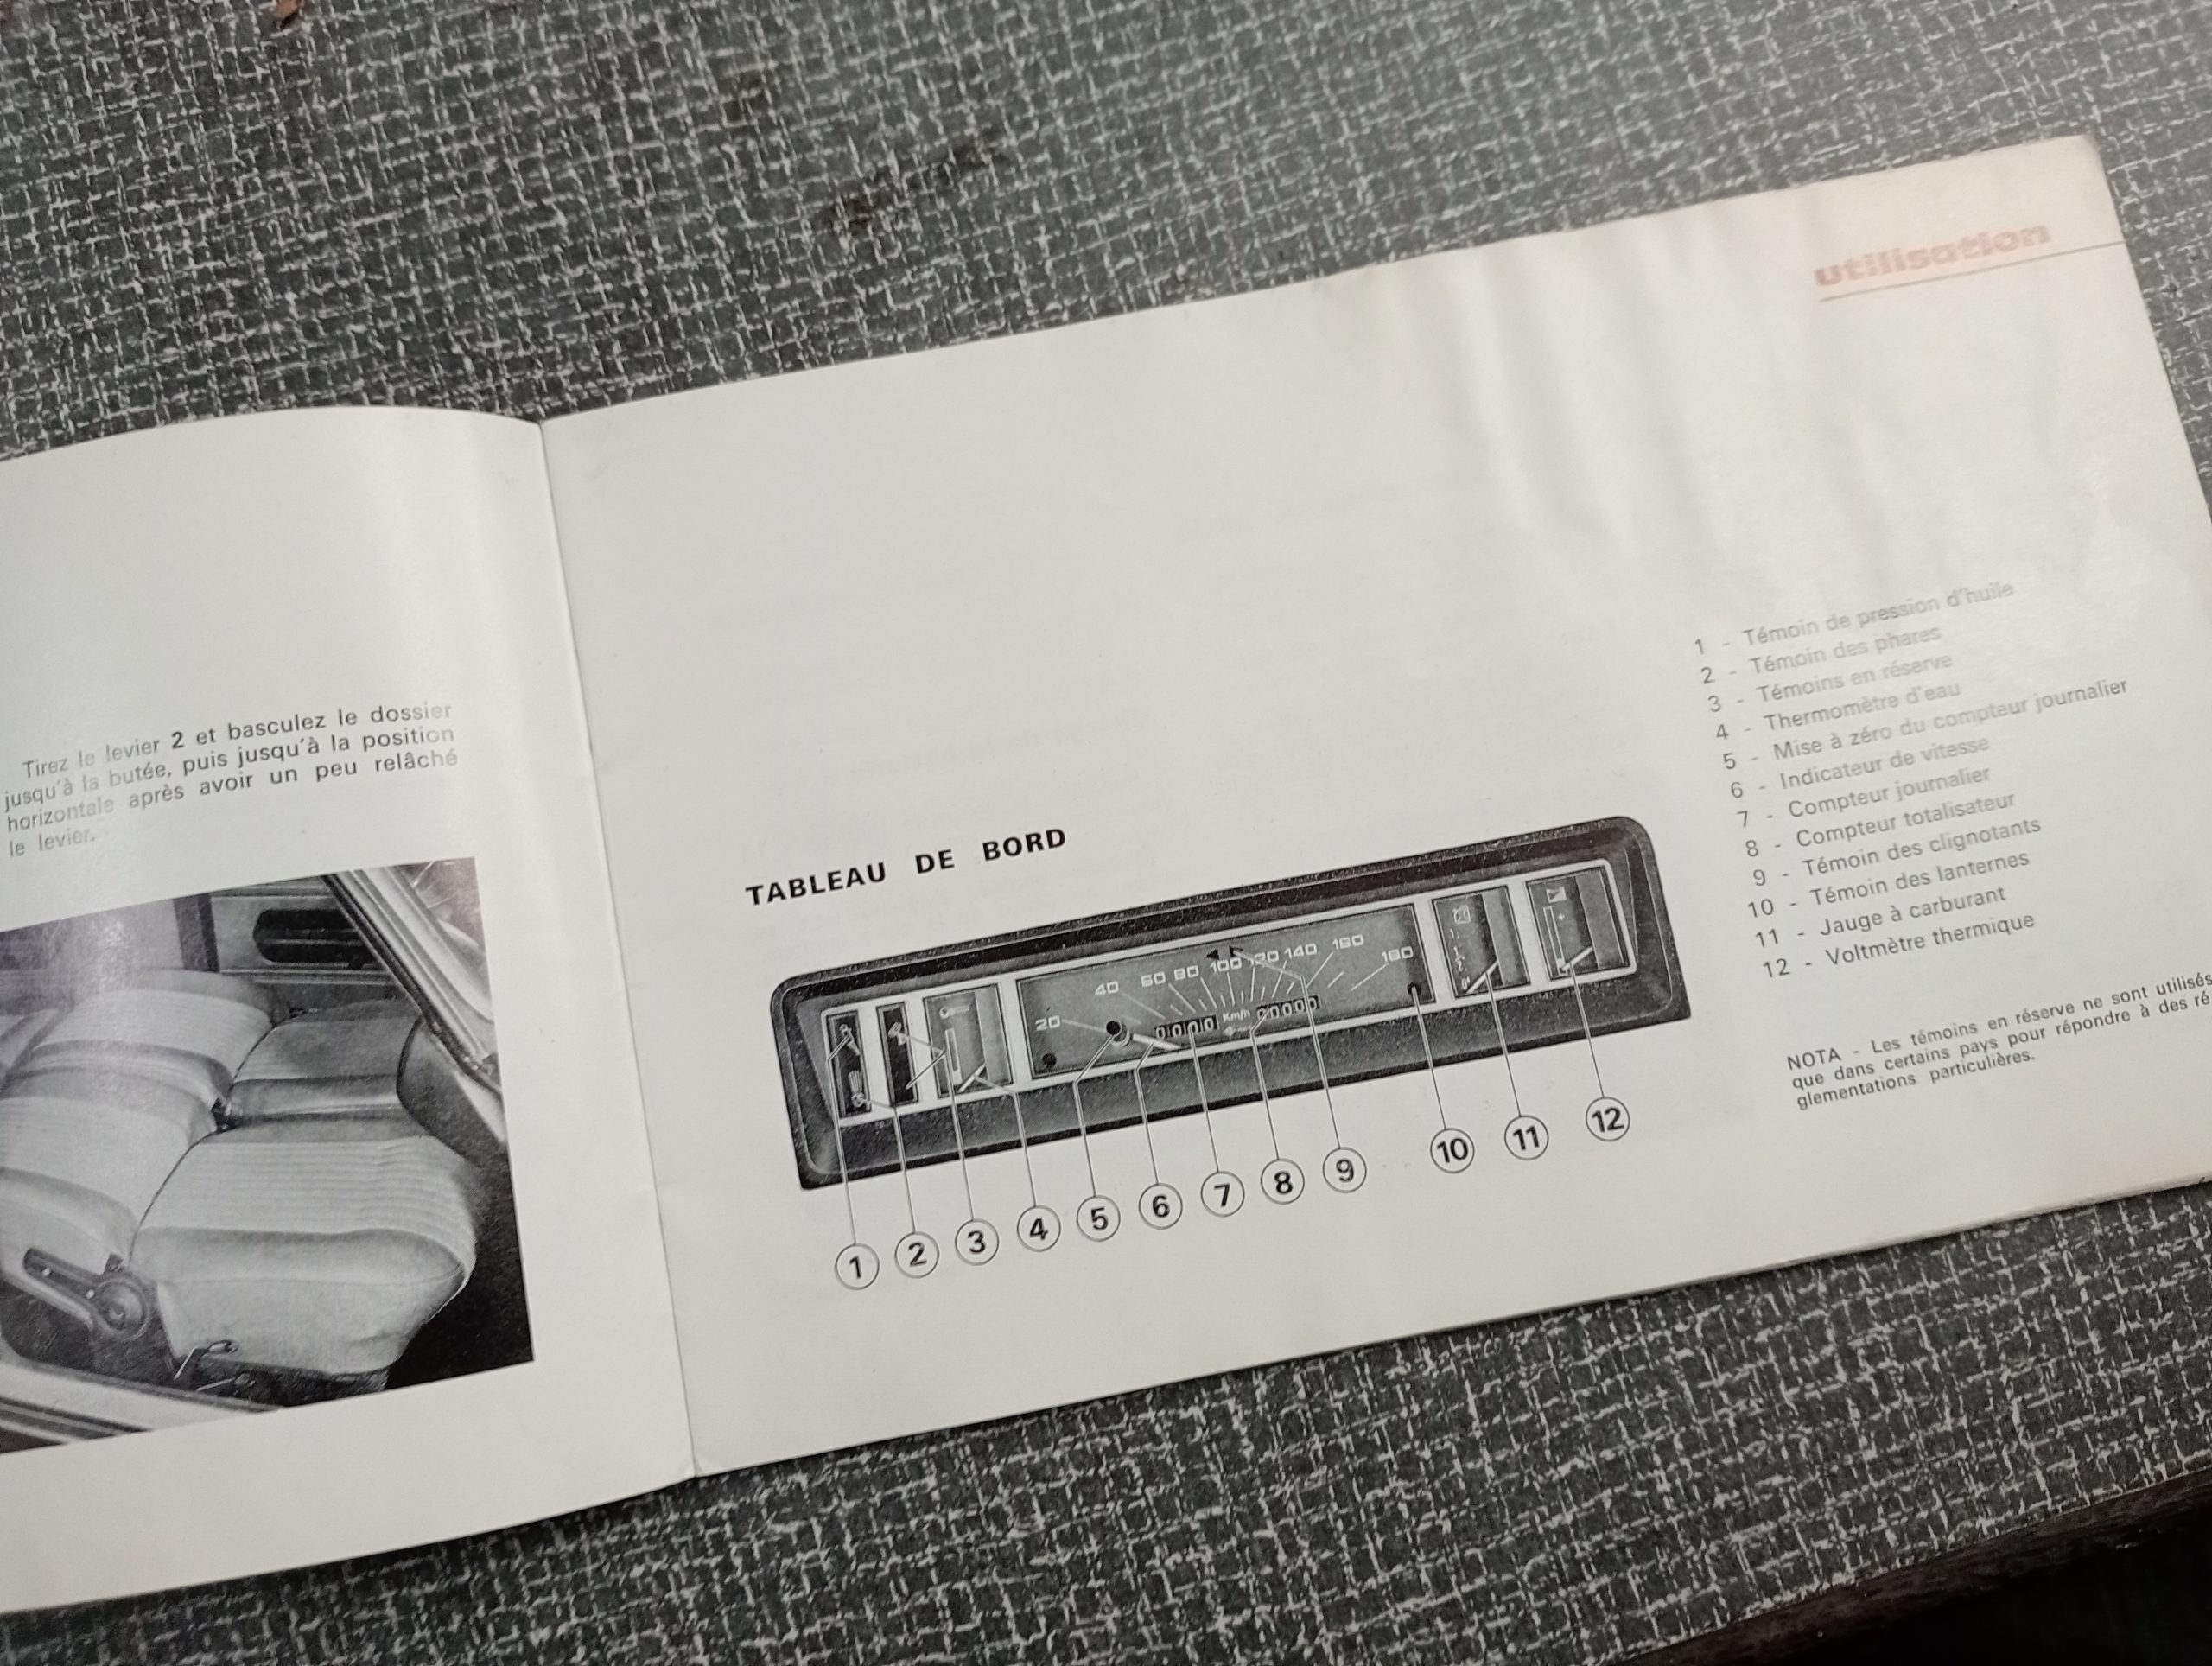 Tirez le levier 2 et basculez le dossier
jusqu'à la butée, puis jusqu'à la position
horizontale après avoir un peu relâché
le levier.
utilisation
TABLEAU DE BORD
20
40
60
80
100
120
140
160
180
0000
Km/h
20000
1
2
3
4
5
6
7
8
9
10
11
12
1 - Témoin de pression d'huile
2 - Témoin des phares
3 - Témoins en réserve
4 - Thermomètre d'eau
5 - Mise à zéro du compteur journalier
6 - Indicateur de vitesse
7 - Compteur journalier
8 - Compteur totalisateur
9 - Témoin des clignotants
10 - Témoin des lanternes
11 - Jauge à carburant
12 - Voltmètre thermique
NOTA - Les témoins en réserve ne sont utilisés
que dans certains pays pour répondre à des ré
glementations particulières.